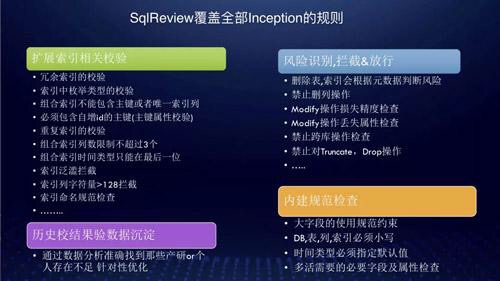 SqlReview覆盖全部Inception的规则
扩展索引相关校验
• 冗余索引的校验
• 索引中枚举类型的校验
• 组合索引不能包含主键或者唯一索引列
• 必须包含自增id的主键(主键属性校验)
• 重复索引的校验
• 组合索引列数限制不超过3个
• 组合索引时间类型只能在最后一位
• 索引泛滥拦截
• 索引列字符量>128拦截
• 索引命名规范检查
• ……..
历史校结果验数据沉淀
• 通过数据分析准确找到那些产研or个
人存在不足 针对性优化
风险识别,拦截&放行
• 删除表,索引会根据元数据判断风险
• 禁止删列操作
• Modify操作损失精度检查
• Modify操作丢失属性检查
• 禁止跨库操作检查
• 禁止对Truncate，Drop操作
• …..
内建规范检查
• 大字段的使用规范约束
• DB,表,列,索引必须小写
• 时间类型必须指定默认值
• 多活需要的必要字段及属性检查